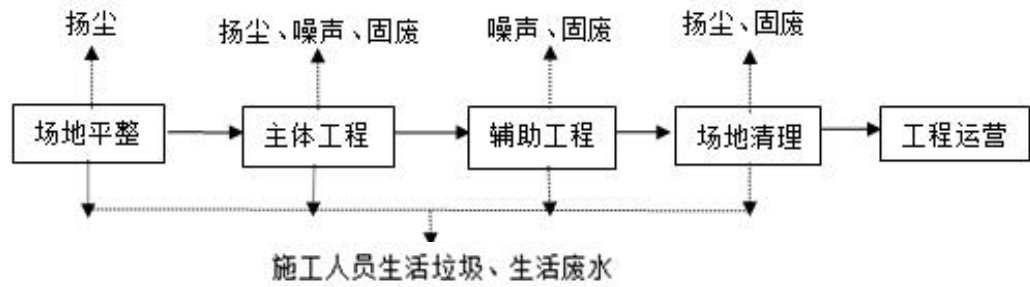 扬尘
扬尘、噪声、固废
噪声、固废
扬尘、固废
场地平整
主体工程
辅助工程
场地清理
工程运营
施工人员生活垃圾、生活废水